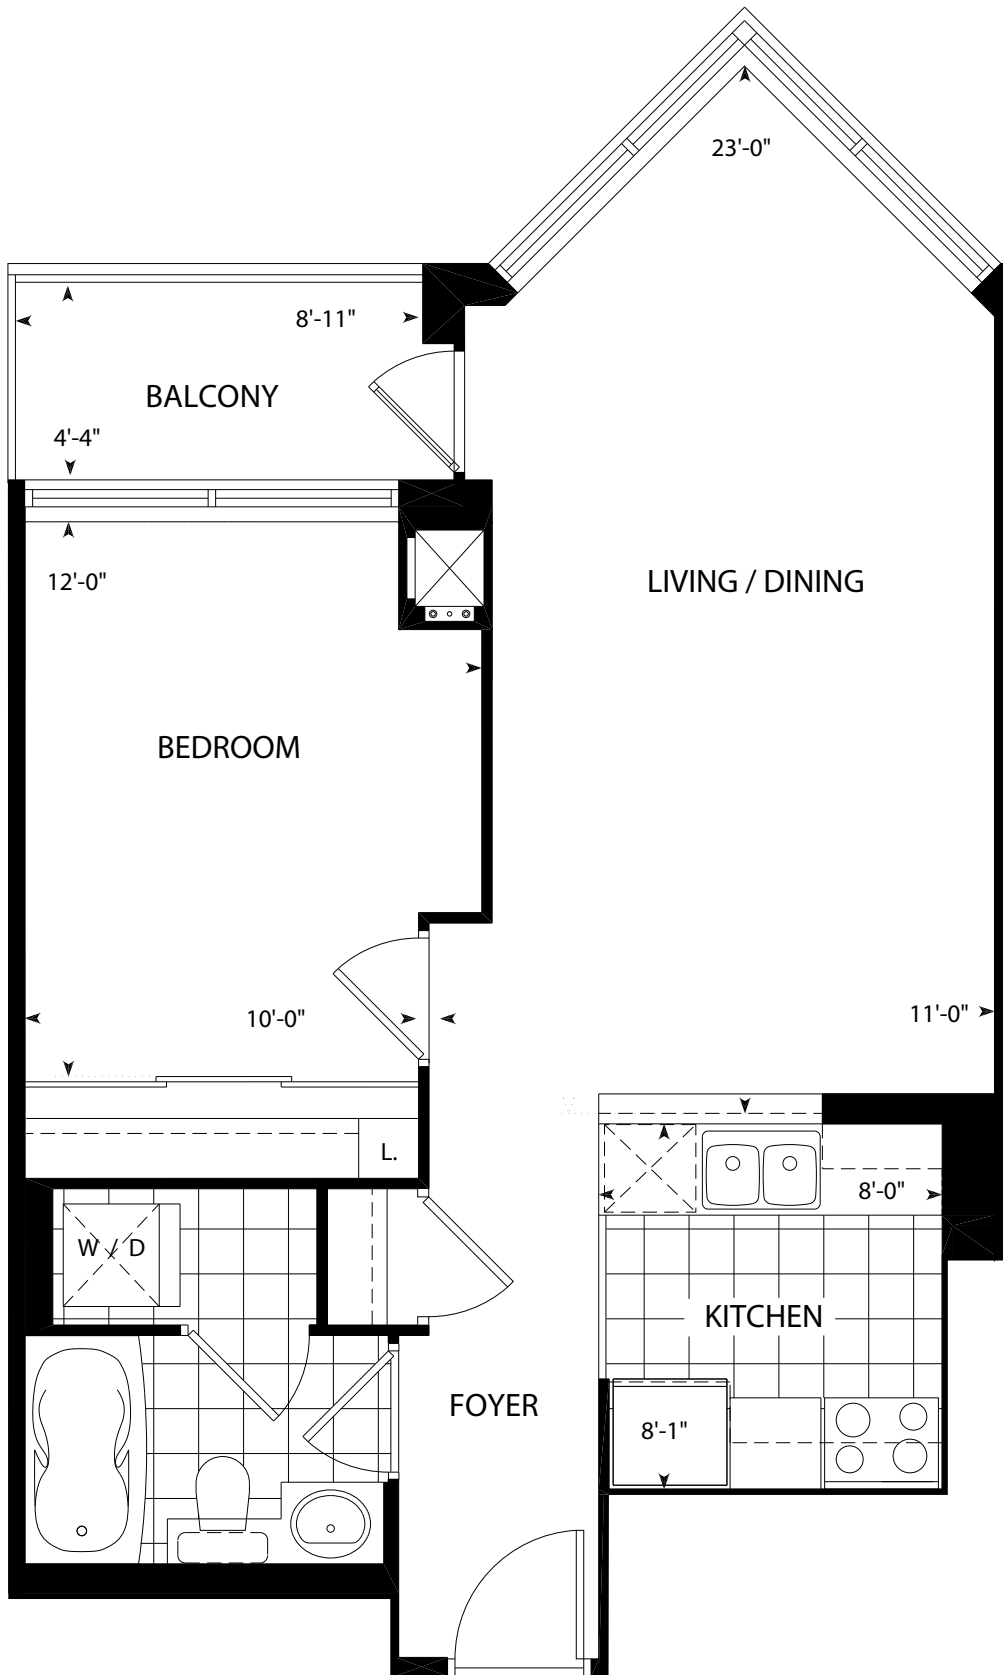 23'-0"
8'-11"
BALCONY
4'-4"
12'-0"
LIVING / DINING
BEDROOM
10'-0"
11'-0"
L.
8'-0"
W / D
KITCHEN
FOYER
8'-1"